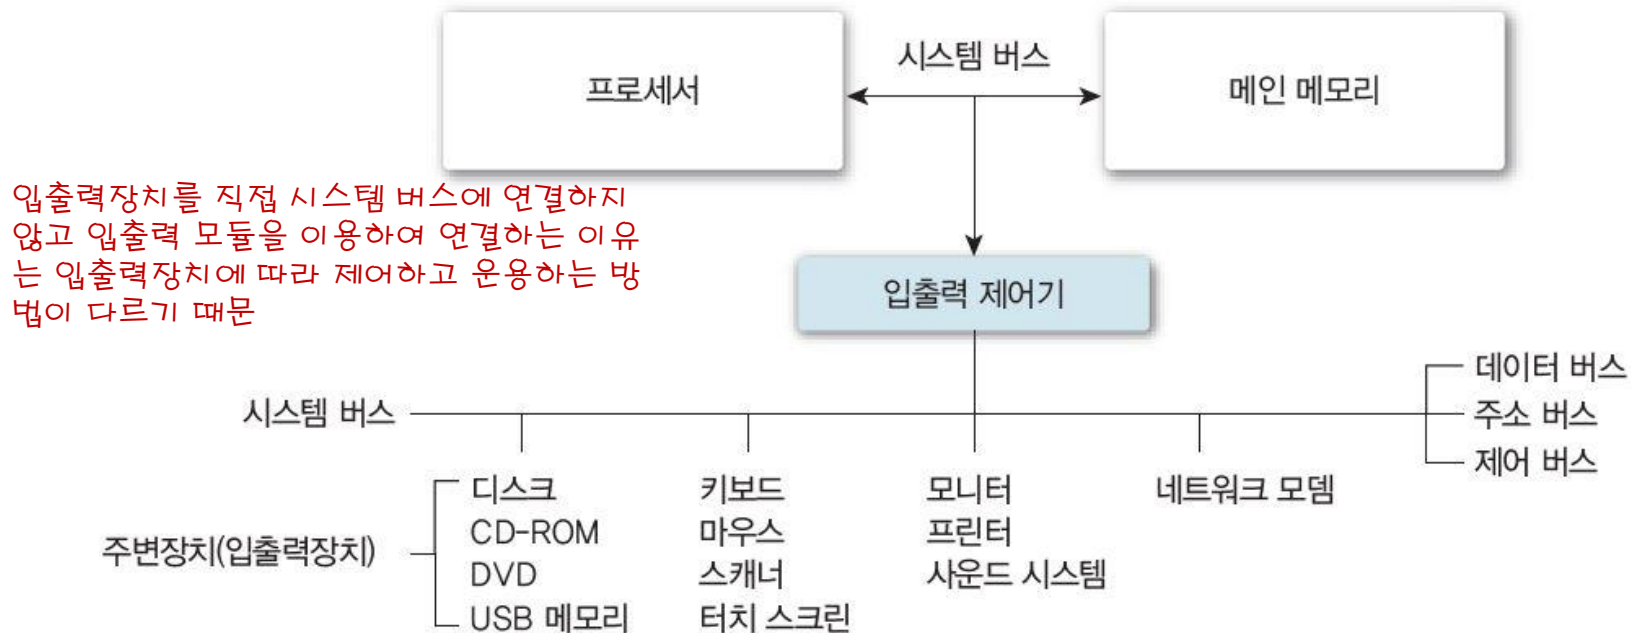 시스템 버스
프로세서
메인 메모리
입출력장치를 직접 시스템 버스에 연결하지
않고 입출력 모듈을 이용하여 연결하는 이유
는 입출력장치에 따라 제어하고 운용하는 방
법이 다르기 때문
입출력 제어기
데이터 버스
시스템 버스
주소 버스
제어 버스
주변장치(입출력장치)
디스크
CD-ROM
DVD
USB 메모리
키보드
마우스
스캐너
터치 스크린
모니터
프린터
사운드 시스템
네트워크 모뎀